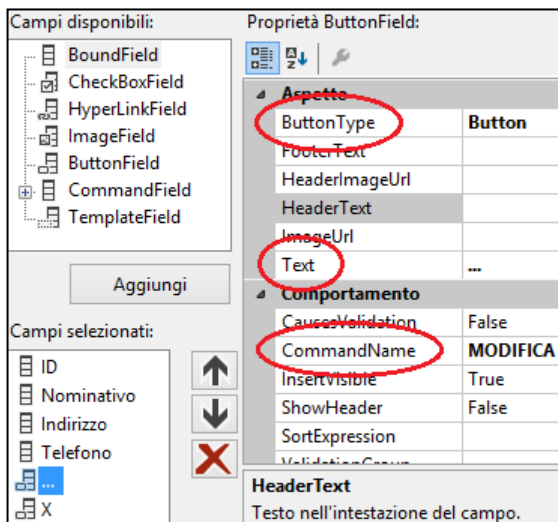 Campi disponibili:
BoundField
CheckBoxField
HyperLinkField
ImageField
ButtonField
CommandField
TemplateField
Aggiungi
Campi selezionati:
ID
Nominativo
Indirizzo
Telefono
...
X
Proprietà ButtonField:
Aspetto
ButtonType Button
FooterText
HeaderImageUrl
HeaderText
ImageUrl
Text ...
Comportamento
CausesValidation False
CommandName MODIFICA
InsertVisible True
ShowHeader False
SortExpression
ValidationGroup
HeaderText
Testo nell'intestazione del campo.